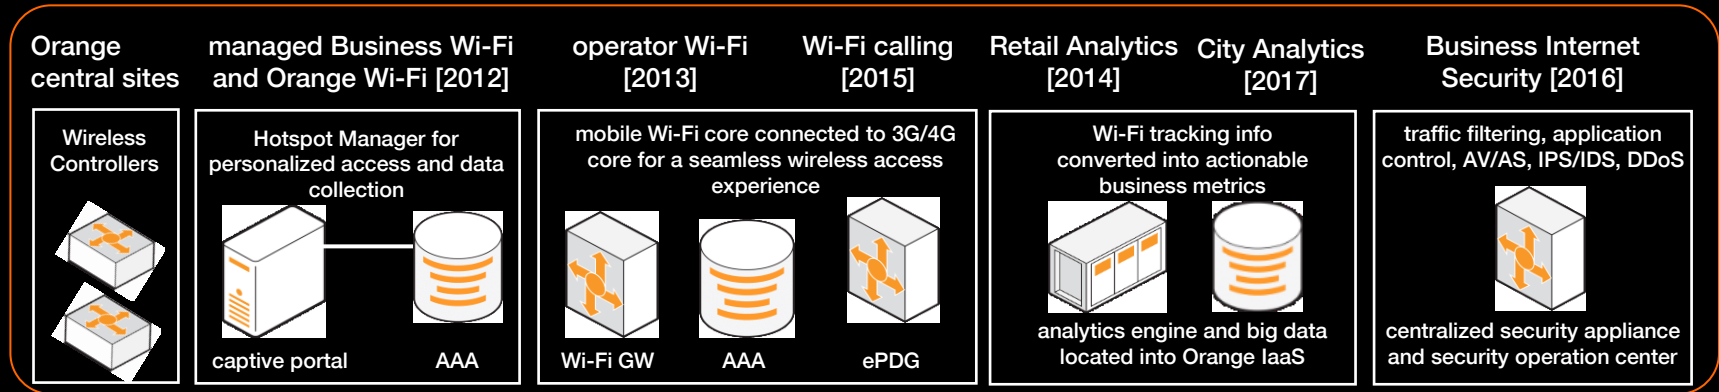 Orange
central sites
managed Business Wi-Fi
and Orange Wi-Fi [2012]
operator Wi-Fi
[2013]
Wi-Fi calling
[2015]
Retail Analytics
[2014]
City Analytics
[2017]
Business Internet
Security [2016]
Wireless
Controllers
Hotspot Manager for
personalized access and data
collection
captive portal
AAA
mobile Wi-Fi core connected to 3G/4G
core for a seamless wireless access
experience
Wi-Fi GW
AAA
ePDG
Wi-Fi tracking info
converted into actionable
business metrics
analytics engine and big data
located into Orange IaaS
traffic filtering, application
control, AV/AS, IPS/IDS, DDoS
centralized security appliance
and security operation center